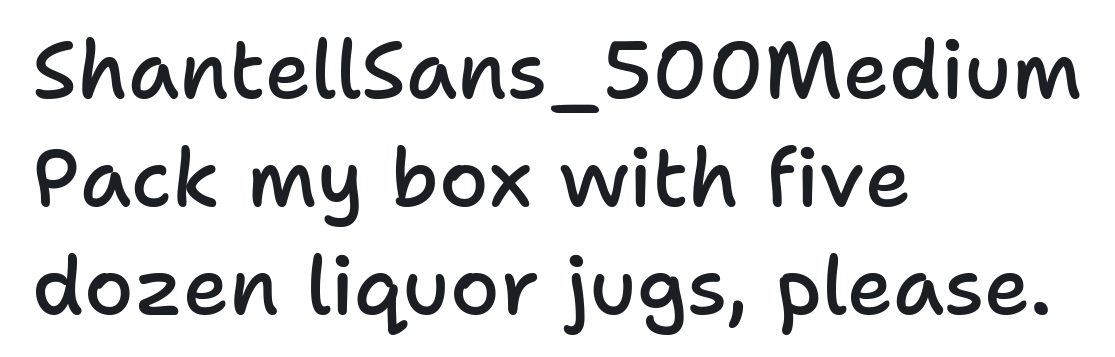 ShantellSans_500Medium
Pack my box with five
dozen liquor jugs, please.